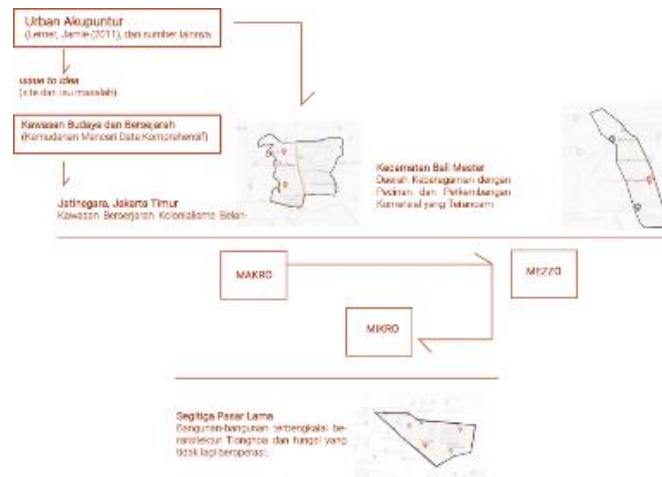 Urban Akupuntur
(Lerner, Jamie (2011), dan sumber lainnya
issue to idea
(site dan isu masalah)
Kawasan Budaya dan Bersejarah
(Kemudahan Mencari Data Komprehensif)
Jatinegara, Jakarta Timur
Kawasan Bersejarah Kolonialisme Belan-
Kecamatan Bali Mester
Daerah Keberagaman dengan
Pecinan dan Perkembangan
Komersial yang Terancam
MAKRO
MEZZO
MIKRO
Segitiga Pasar Lama
Bangunan-bangunan terbengkalai be-
rarsitektur Tionghoa dan fungsi yang
tidak lagi beroperasi.